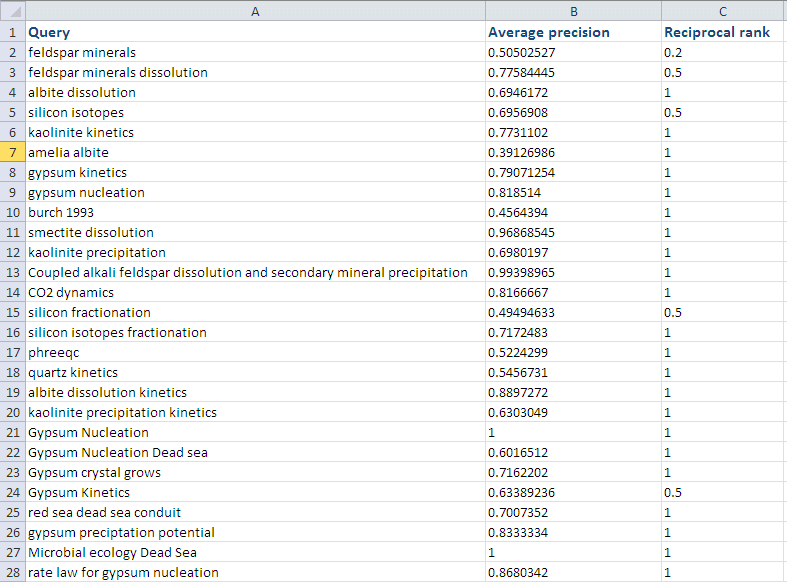 A B C
1 Query Average precision Reciprocal rank
2 feldspar minerals 0.50502527 0.2
3 feldspar minerals dissolution 0.77584445 0.5
4 albite dissolution 0.6946172 1
5 silicon isotopes 0.6956908 0.5
6 kaolinite kinetics 0.7731102 1
7 amelia albite 0.39126986 1
8 gypsum kinetics 0.79071254 1
9 gypsum nucleation 0.818514 1
10 burch 1993 0.4564394 1
11 smectite dissolution 0.96868545 1
12 kaolinite precipitation 0.6980197 1
13 Coupled alkali feldspar dissolution and secondary mineral precipitation 0.99398965 1
14 CO2 dynamics 0.8166667 1
15 silicon fractionation 0.49494633 0.5
16 silicon isotopes fractionation 0.7172483 1
17 phreeqc 0.5224299 1
18 quartz kinetics 0.5456731 1
19 albite dissolution kinetics 0.8897272 1
20 kaolinite precipitation kinetics 0.6303049 1
21 Gypsum Nucleation 1 1
22 Gypsum Nucleation Dead sea 0.6016512 1
23 Gypsum crystal grows 0.7162202 1
24 Gypsum Kinetics 0.63389236 0.5
25 red sea dead sea conduit 0.7007352 1
26 gypsum preciptation potential 0.8333334 1
27 Microbial ecology Dead Sea 1 1
28 rate law for gypsum nucleation 0.8680342 1